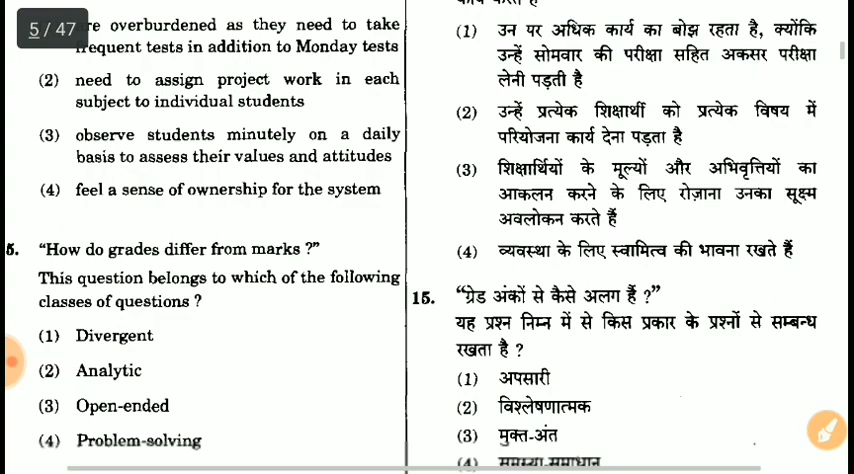 5 / 47
re overburdened as they need to take
frequent tests in addition to Monday tests
(2) need to assign project work in each
subject to individual students
(3) observe students minutely on a daily
basis to assess their values and attitudes
(4) feel a sense of ownership for the system
5. “How do grades differ from marks ?”
This question belongs to which of the following
classes of questions ?
(1) Divergent
(2) Analytic
(3) Open-ended
(4) Problem-solving
(1) उन पर अधिक कार्य का बोझ रहता है, क्योंकि
उन्हें सोमवार की परीक्षा सहित अकसर परीक्षा
लेनी पड़ती है
(2) उन्हें प्रत्येक शिक्षार्थी को प्रत्येक विषय में
परियोजना कार्य देना पड़ता है
(3) शिक्षार्थियों के मूल्यों और अभिवृत्तियों का
आकलन करने के लिए रोज़ाना उनका सूक्ष्म
अवलोकन करते हैं
(4) व्यवस्था के लिए स्वामित्व की भावना रखते हैं
15. “ग्रेड अंकों से कैसे अलग हैं ?”
यह प्रश्न निम्न में से किस प्रकार के प्रश्नों से सम्बन्ध
रखता है ?
(1) अपसारी
(2) विश्लेषणात्मक
(3) मुक्त-अंत
(4) समस्या-समाधान